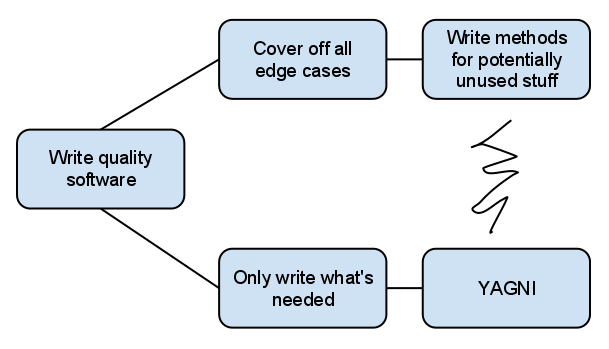 Cover off all
edge cases
Write methods
for potentially
unused stuff
Write quality
software
Only write what's
needed
YAGNI